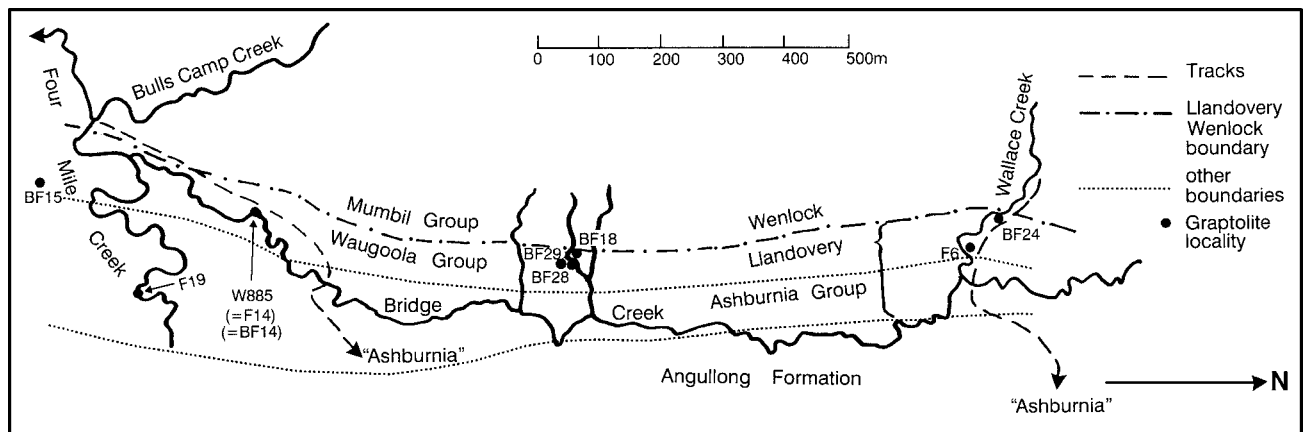 Bulls Camp Creek
Four
Mile
Creek
BF15
F19
W885
(=F14)
(=BF14)
"Ashburnia"
Mumbil Group
Waugoola Group
Bridge
Creek
BF29
BF18
BF28
0 100 200 300 400 500m
Wenlock
Llandovery
Ashburnia Group
Angullong Formation
Wallace Creek
BF24
F6
"Ashburnia"
N
Tracks
Llandovery
Wenlock
boundary
other
boundaries
Graptolite
locality